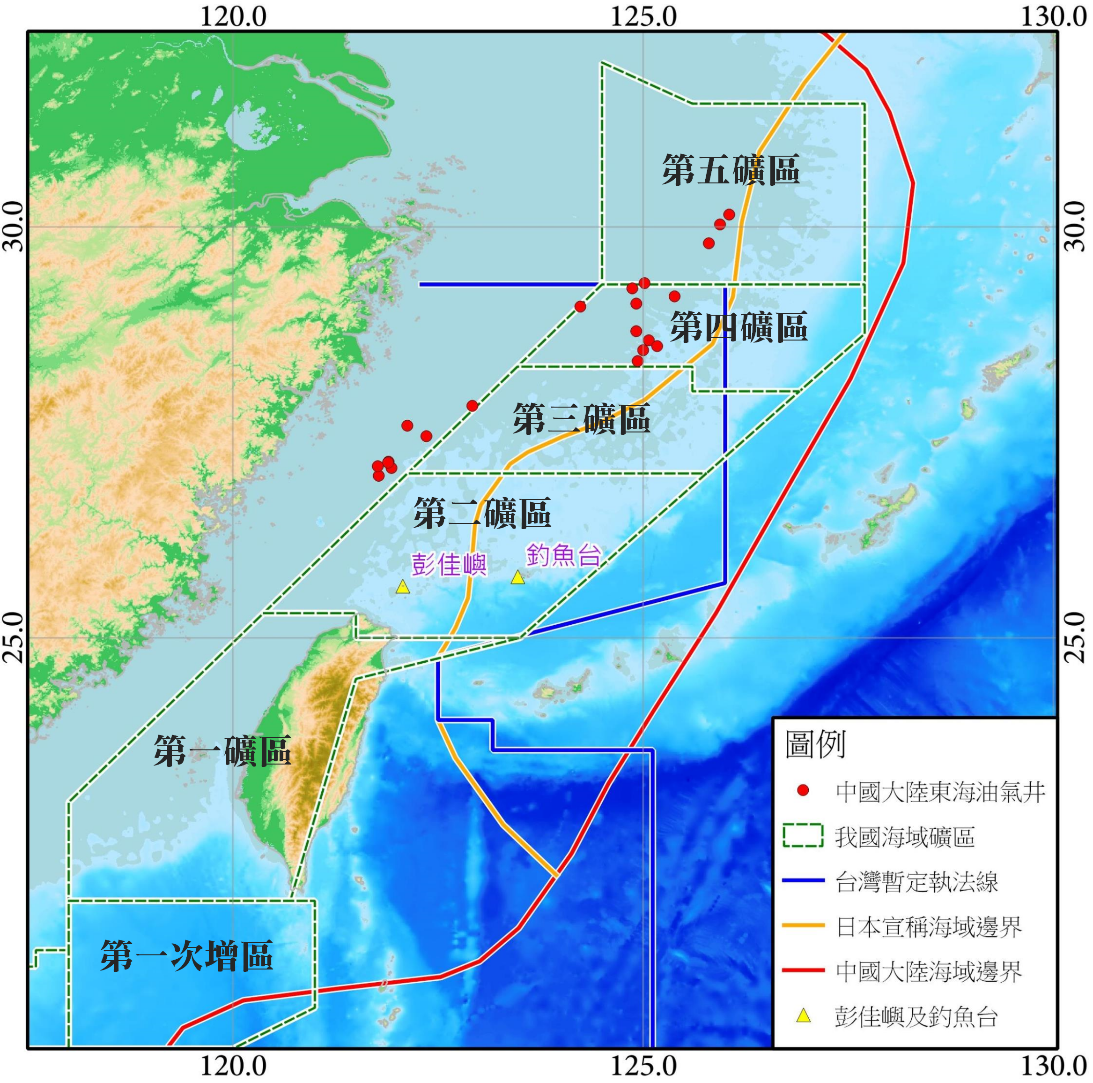 120.0
125.0
130.0
第五礦區
30.0
30.0
第四礦區
第三礦區
第二礦區
彭佳嶼
釣魚台
25.0
25.0
第一礦區
第一次增區
圖例
中國大陸東海油氣井
我國海域礦區
台灣暫定執法線
日本宣稱海域邊界
中國大陸海域邊界
彭佳嶼及釣魚台
120.0
125.0
130.0